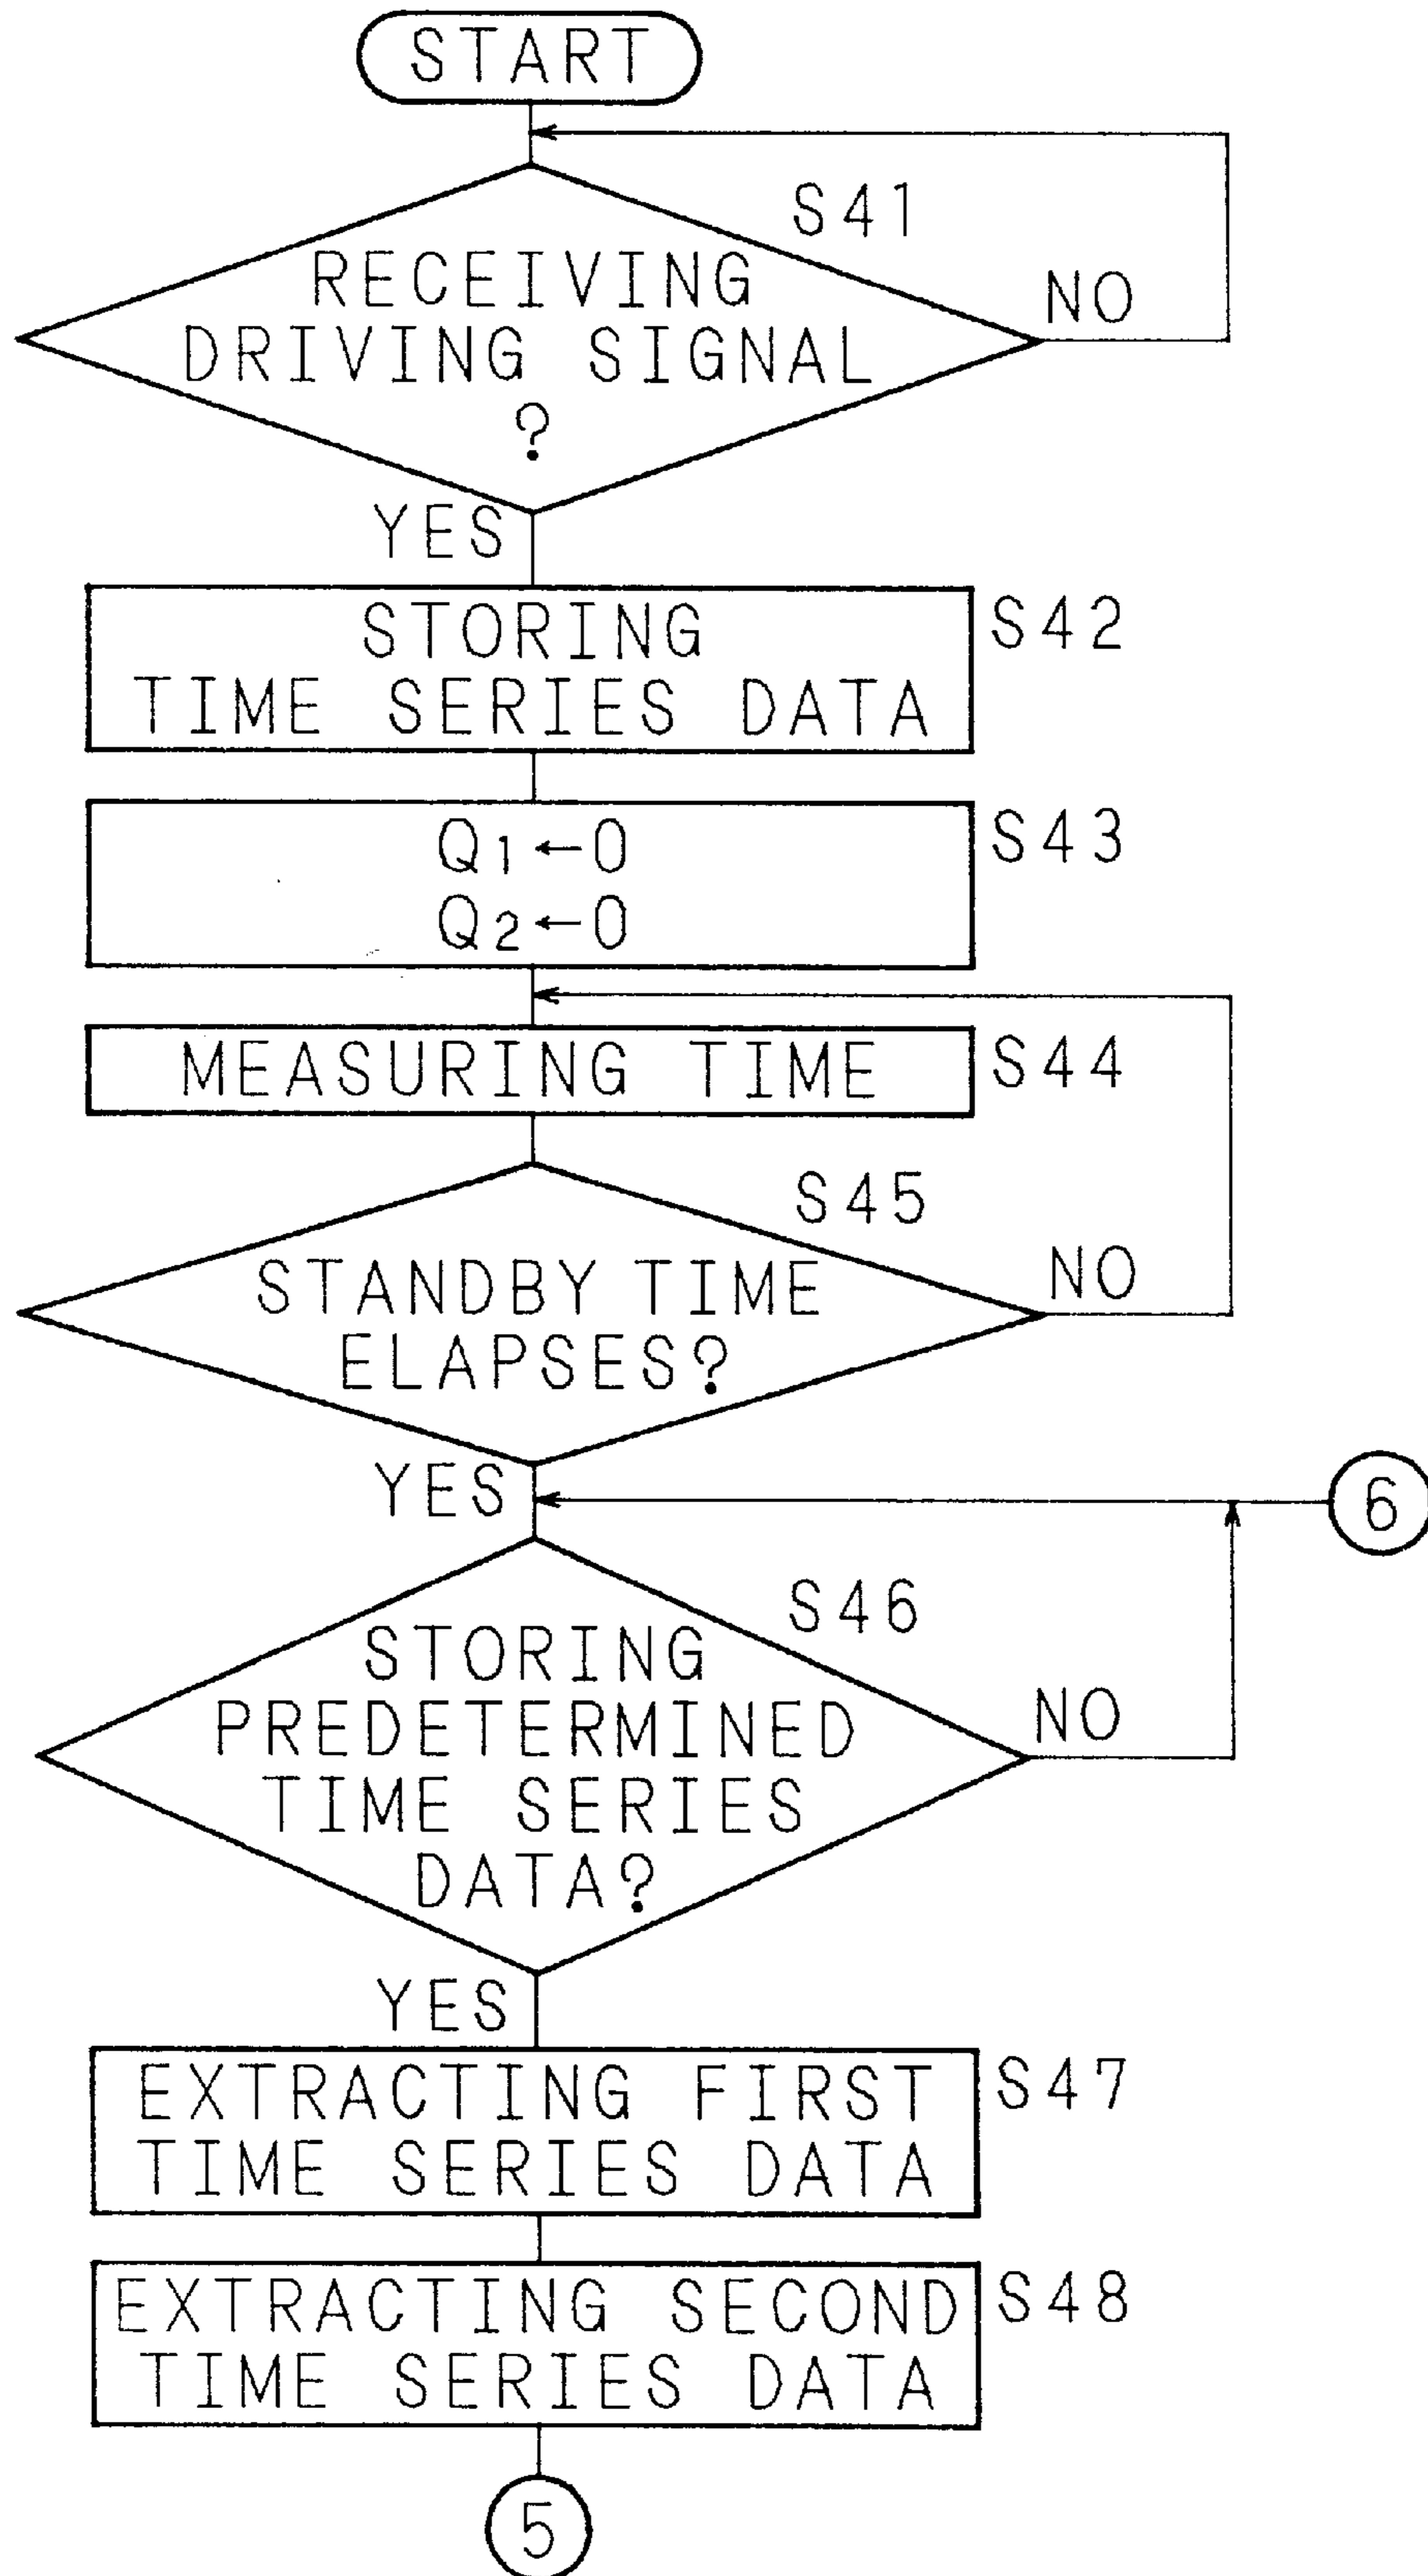 START
S41
RECEIVING
DRIVING SIGNAL
?
NO
YES
STORING
TIME SERIES DATA
S42
Q1←0
Q2←0
S43
MEASURING TIME
S44
S45
STANDBY TIME
ELAPSES?
NO
YES
6
S46
STORING
PREDETERMINED
TIME SERIES
DATA?
NO
YES
EXTRACTING FIRST
TIME SERIES DATA
S47
EXTRACTING SECOND
TIME SERIES DATA
S48
5